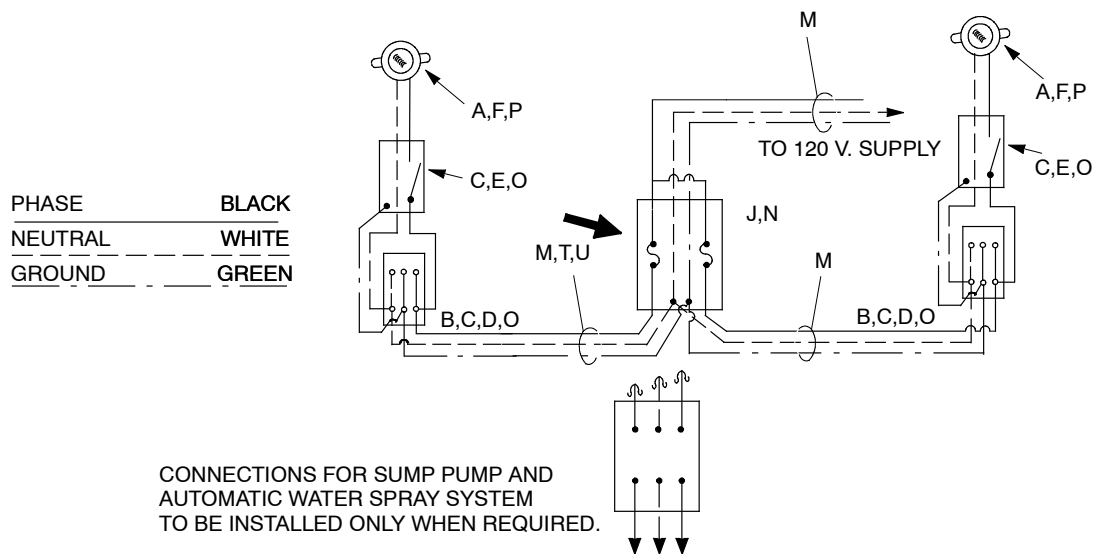 M
A,F,P
A,F,P
TO 120 V. SUPPLY
C,E,O
C,E,O
PHASE BLACK
NEUTRAL WHITE
GROUND GREEN
J,N
M,T,U
M
B,C,D,O
B,C,D,O
CONNECTIONS FOR SUMP PUMP AND
AUTOMATIC WATER SPRAY SYSTEM
TO BE INSTALLED ONLY WHEN REQUIRED.